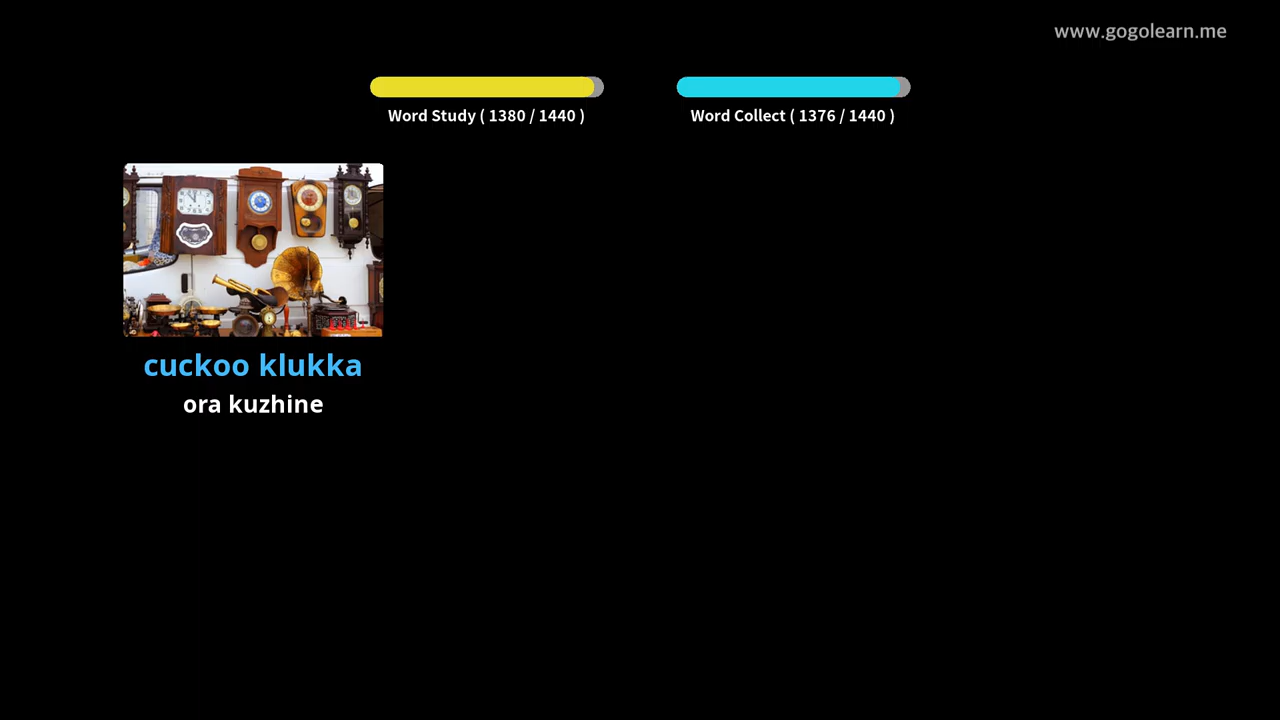 www.gogolearn.me
Word Study ( 1380 / 1440 )
Word Collect ( 1376 / 1440 )
cuckoo klukka
ora kuzhine